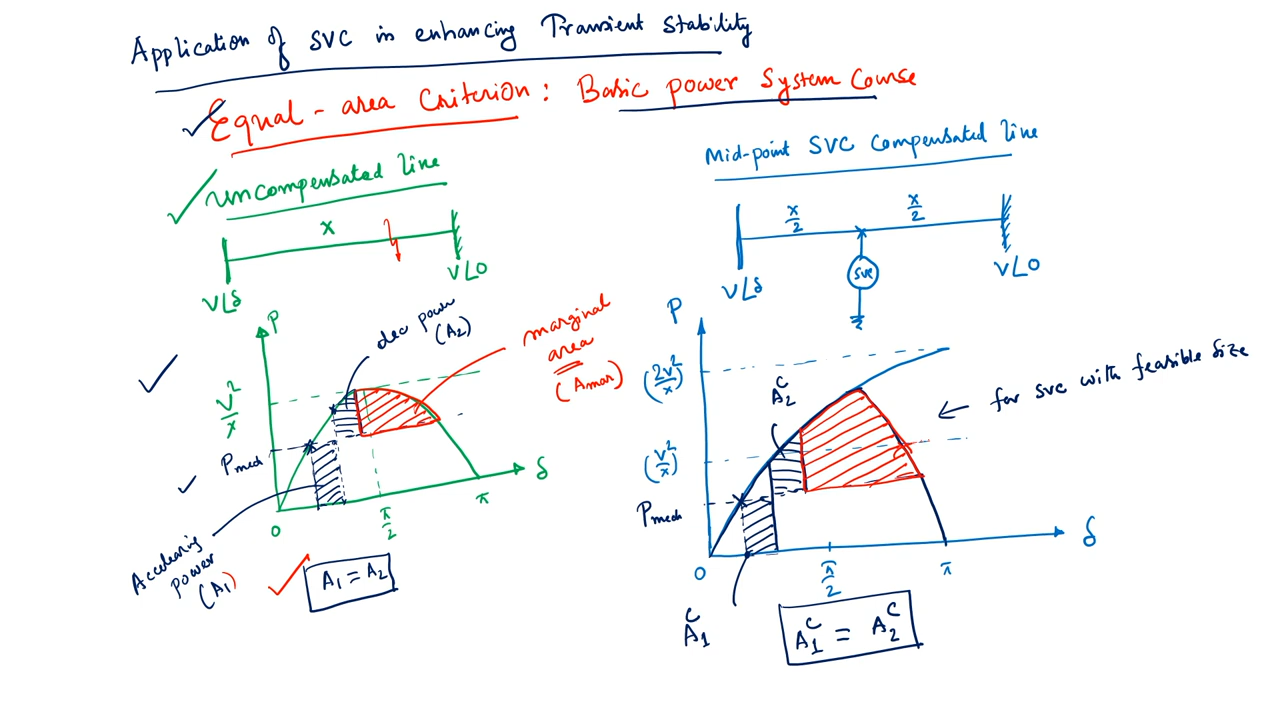 Application of SVC in enhancing Transient Stability
Equal-area Criterion: Basic power System Course
Uncompensated line
X
V∠δ
V∠0
P
dec power
(A2)
marginal
area
(Amar)
V²/X
Pmech
0
π/2
π
δ
Accelerating
power
(A1)
A1 = A2
Mid-point SVC Compensated line
X/2
X/2
SVC
V∠δ
V∠0
P
(2V²/X)
A2^C
for SVC with feasible size
(V²/X)
Pmech
0
π/2
π
δ
A1^C
A1^C = A2^C